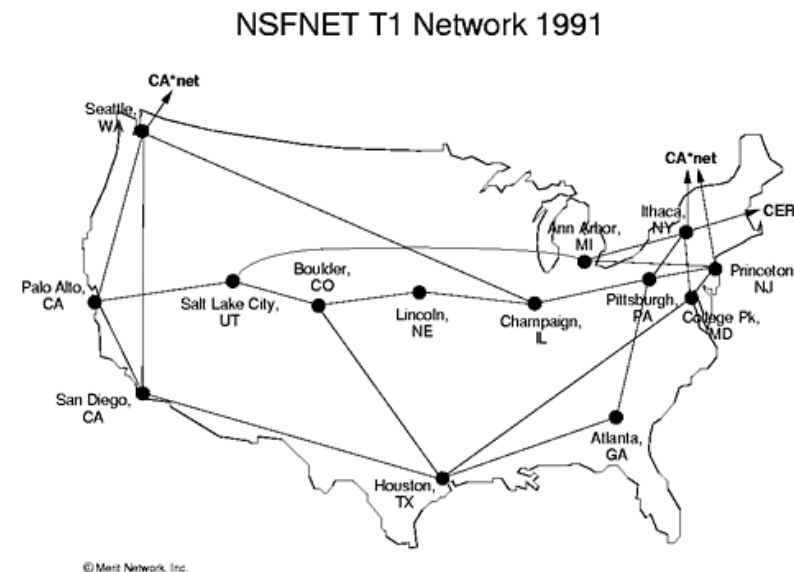 NSFNET T1 Network 1991
CA*net
Seattle,
WA
CA*net
Ithaca,
NY
CER
Ann Arbor,
MI
Boulder,
CO
Princeton
NJ
Palo Alto,
CA
Salt Lake City,
UT
Lincoln,
NE
Champaign,
IL
Pittsburgh,
PA
College Pk,
MD
San Diego,
CA
Atlanta,
GA
Houston,
TX
© Merit Network, Inc.